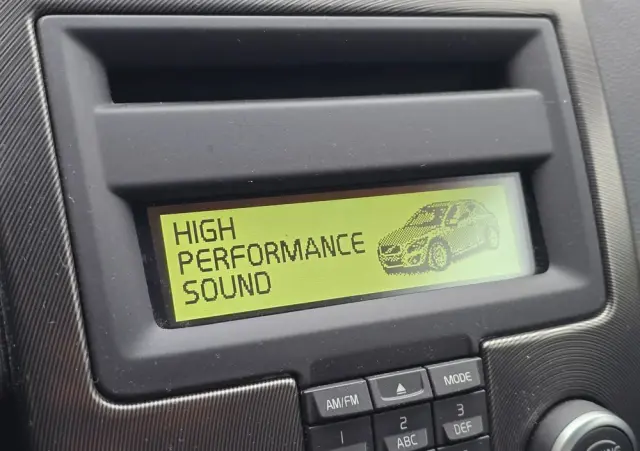 HIGH
PERFORMANCE
SOUND
AM/FM
MODE
1
2
ABC
3
DEF